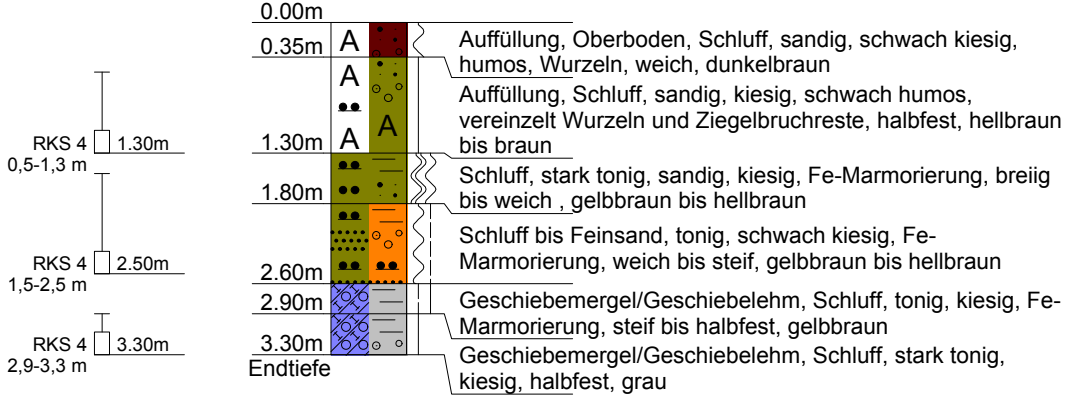 0.00m
0.35m
A
Auffüllung, Oberboden, Schluff, sandig, schwach kiesig,
humos, Wurzeln, weich, dunkelbraun
A
A
A
Auffüllung, Schluff, sandig, kiesig, schwach humos,
vereinzelt Wurzeln und Ziegelbruchreste, halbfest, hellbraun
bis braun
RKS 4
1.30m
0,5-1,3 m
1.30m
Schluff, stark tonig, sandig, kiesig, Fe-Marmorierung, breiig
bis weich , gelbbraun bis hellbraun
1.80m
Schluff bis Feinsand, tonig, schwach kiesig, Fe-
Marmorierung, weich bis steif, gelbbraun bis hellbraun
RKS 4
2.50m
1,5-2,5 m
2.60m
2.90m
Geschiebemergel/Geschiebelehm, Schluff, tonig, kiesig, Fe-
Marmorierung, steif bis halbfest, gelbbraun
RKS 4
3.30m
2,9-3,3 m
3.30m
Endtiefe
Geschiebemergel/Geschiebelehm, Schluff, stark tonig,
kiesig, halbfest, grau